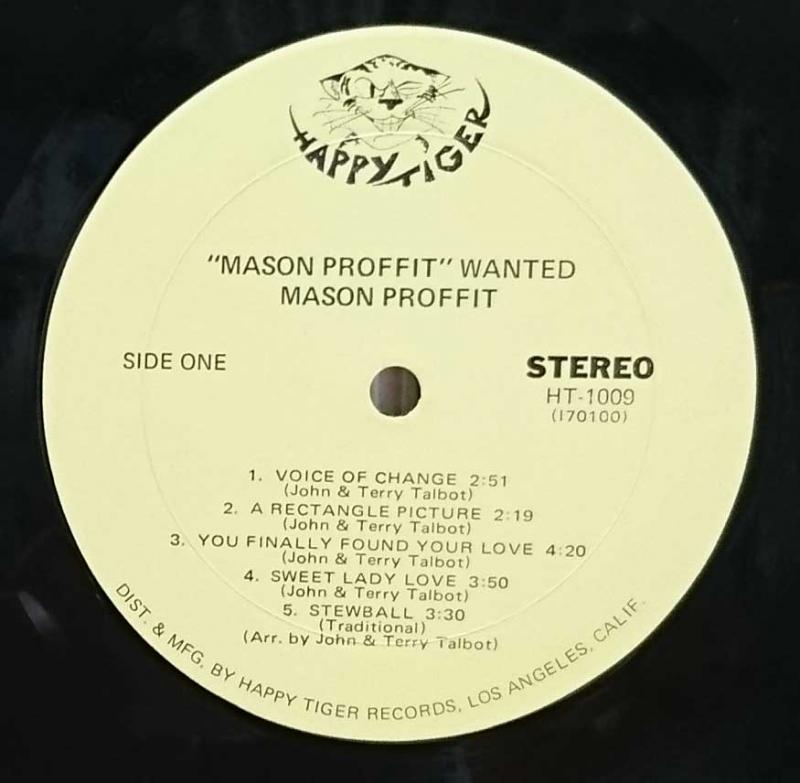 HAPPY TIGER
"MASON PROFFIT" WANTED
MASON PROFFIT
SIDE ONE
STEREO
HT-1009
(170100)
1. VOICE OF CHANGE 2:51
(John & Terry Talbot)
2. A RECTANGLE PICTURE 2:19
(John & Terry Talbot)
3. YOU FINALLY FOUND YOUR LOVE 4:20
(John & Terry Talbot)
4. SWEET LADY LOVE 3:50
(John & Terry Talbot)
5. STEWBALL 3:30
(Traditional)
(Arr. by John & Terry Talbot)
DIST. & MFG. BY HAPPY TIGER RECORDS, LOS ANGELES, CALIF.